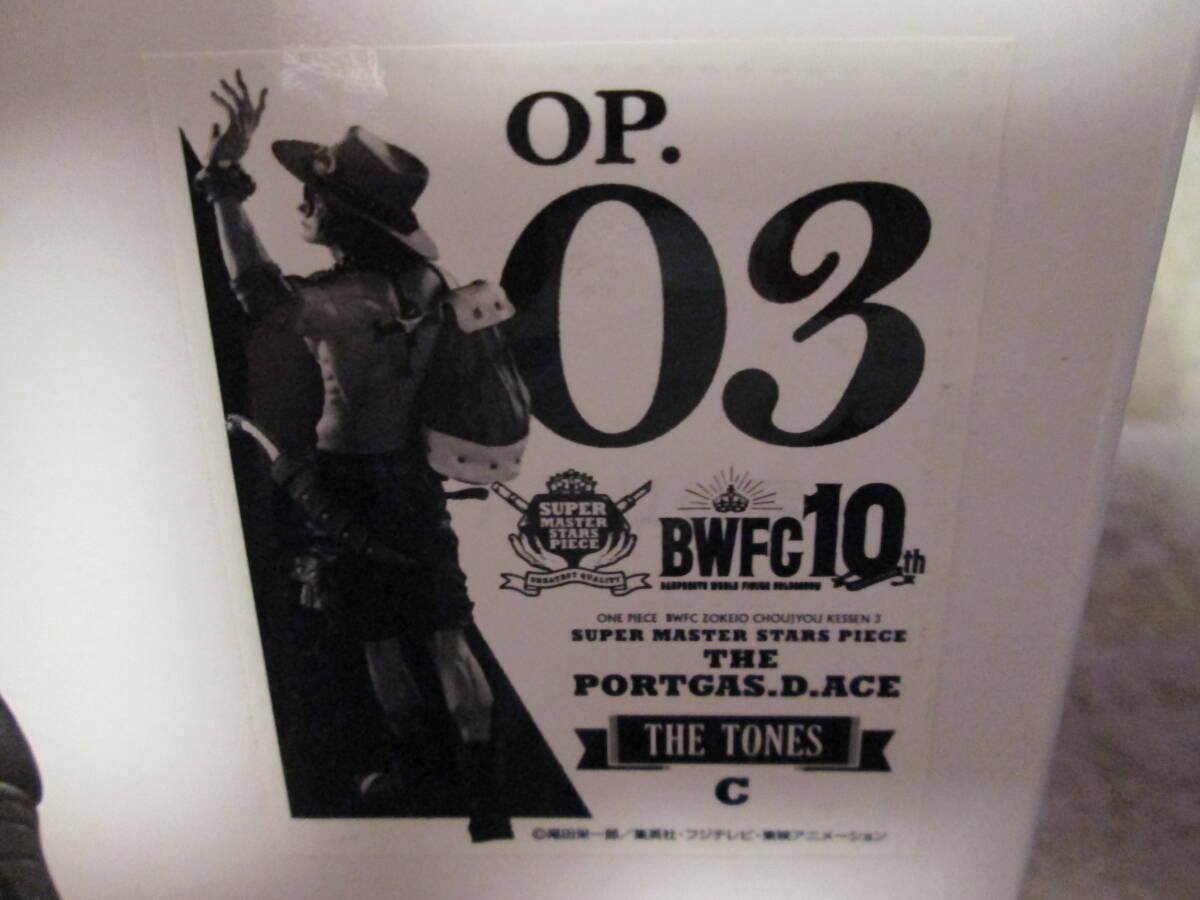 OP.
03
SUPER
MASTER
STARS
PIECE
GREATEST QUALITY
BWFC10th
BANPRESTO WORLD FIGURE COLOSSEUM
ONE PIECE BWFC ZOKEIO CHOUJYOU KESSEN 3
SUPER MASTER STARS PIECE
THE
PORTGAS.D.ACE
THE TONES
C
©尾田栄一郎/集英社・フジテレビ・東映アニメーション